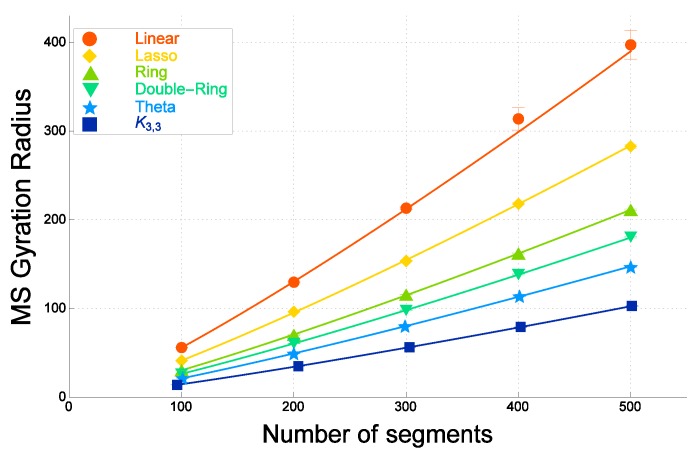 400
300
200
100
0
MS Gyration Radius
Linear
Lasso
Ring
Double-Ring
Theta
K3,3
0 100 200 300 400 500
Number of segments